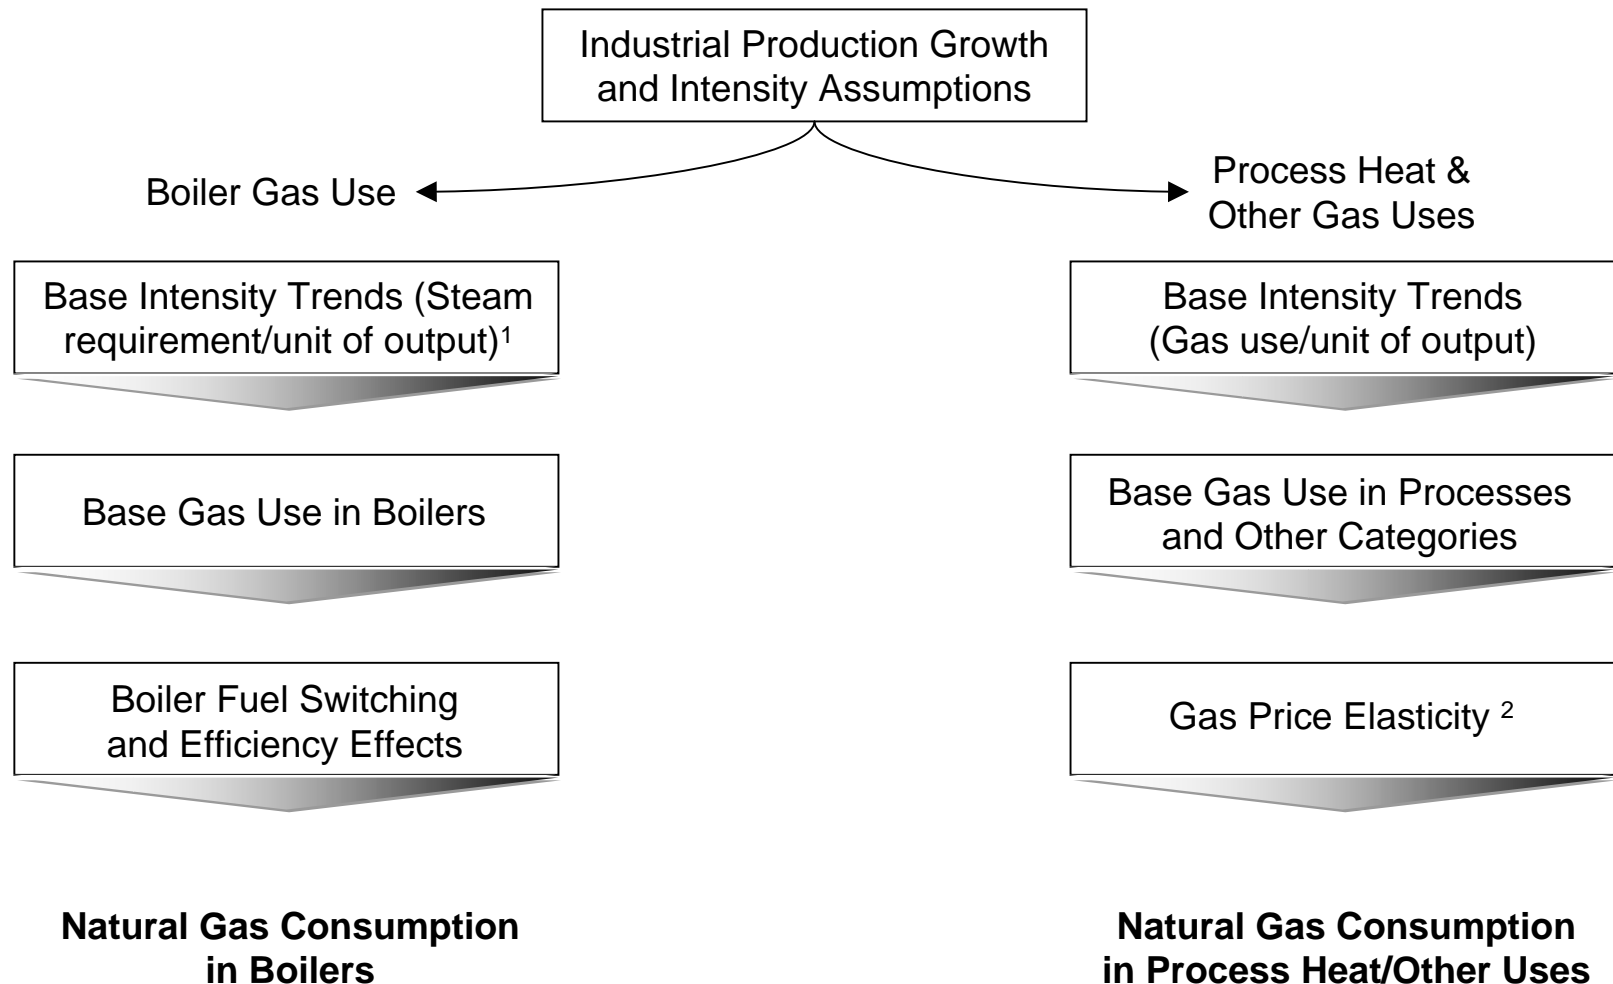 Industrial Production Growth
and Intensity Assumptions
Boiler Gas Use
Process Heat &
Other Gas Uses
Base Intensity Trends (Steam
requirement/unit of output)¹
Base Gas Use in Boilers
Boiler Fuel Switching
and Efficiency Effects
Natural Gas Consumption
in Boilers
Base Intensity Trends
(Gas use/unit of output)
Base Gas Use in Processes
and Other Categories
Gas Price Elasticity ²
Natural Gas Consumption
in Process Heat/Other Uses